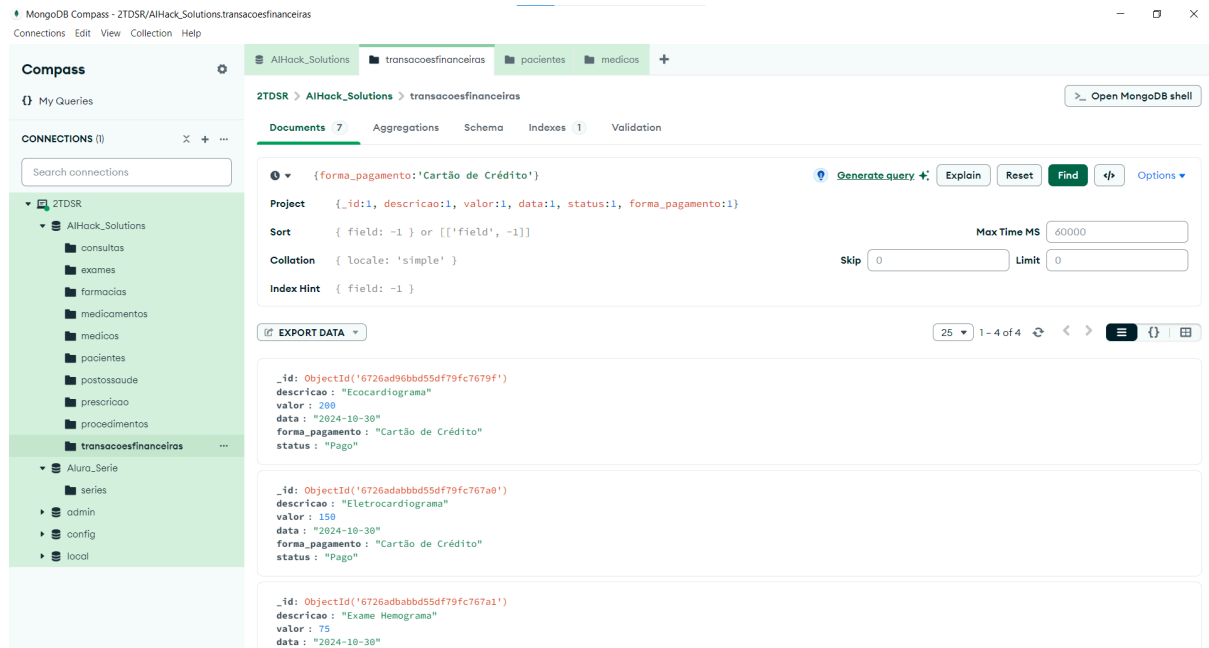 MongoDB Compass - 2TDSR/AIHack_Solutions.transacoesfinanceiras
Connections Edit View Collection Help
Compass
{} My Queries
CONNECTIONS (1)
Search connections
2TDSR
AIHack_Solutions
consultas
exames
farmacias
medicamentos
medicos
pacientes
postossaude
prescricao
procedimentos
transacoesfinanceiras
Alura_Serie
series
admin
config
local
AIHack_Solutions transacoesfinanceiras pacientes medicos
2TDSR > AIHack_Solutions > transacoesfinanceiras
>_ Open MongoDB shell
Documents 7 Aggregations Schema Indexes 1 Validation
{forma_pagamento:'Cartão de Crédito'}
Generate query Explain Reset Find </> Options
Project {_id:1, descricao:1, valor:1, data:1, status:1, forma_pagamento:1}
Sort { field: -1 } or [['field', -1]] Max Time MS 60000
Collation { locale: 'simple' } Skip 0 Limit 0
Index Hint { field: -1 }
EXPORT DATA 25 1 – 4 of 4 {}
_id: ObjectId('6726ad96bbd55df79fc7679f')
descricao : "Ecocardiograma"
valor : 200
data : "2024-10-30"
forma_pagamento : "Cartão de Crédito"
status : "Pago"
_id: ObjectId('6726adabbbd55df79fc767a0')
descricao : "Eletrocardiograma"
valor : 150
data : "2024-10-30"
forma_pagamento : "Cartão de Crédito"
status : "Pago"
_id: ObjectId('6726adbabbd55df79fc767a1')
descricao : "Exame Hemograma"
valor : 75
data : "2024-10-30"